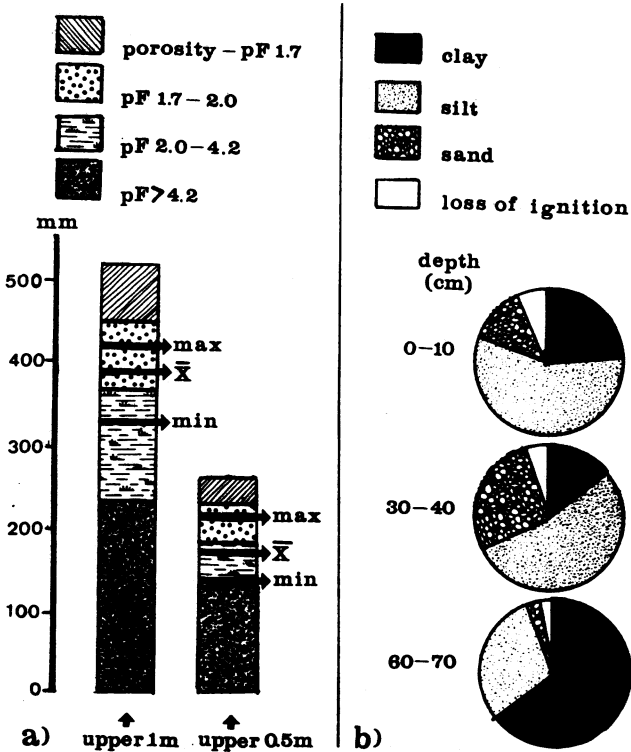 porosity – pF 1.7
pF 1.7 – 2.0
pF 2.0 – 4.2
pF > 4.2
mm
500
400
300
200
100
0
max
X̅
min
max
X̅
min
a)
upper 1m
upper 0.5m
clay
silt
sand
loss of ignition
depth
(cm)
0–10
30–40
60–70
b)